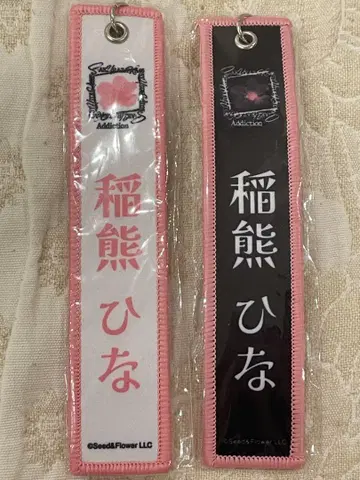 Addiction
稲熊 ひな
©Seed&Flower LLC
Addiction
稲熊 ひな
©Seed&Flower LLC